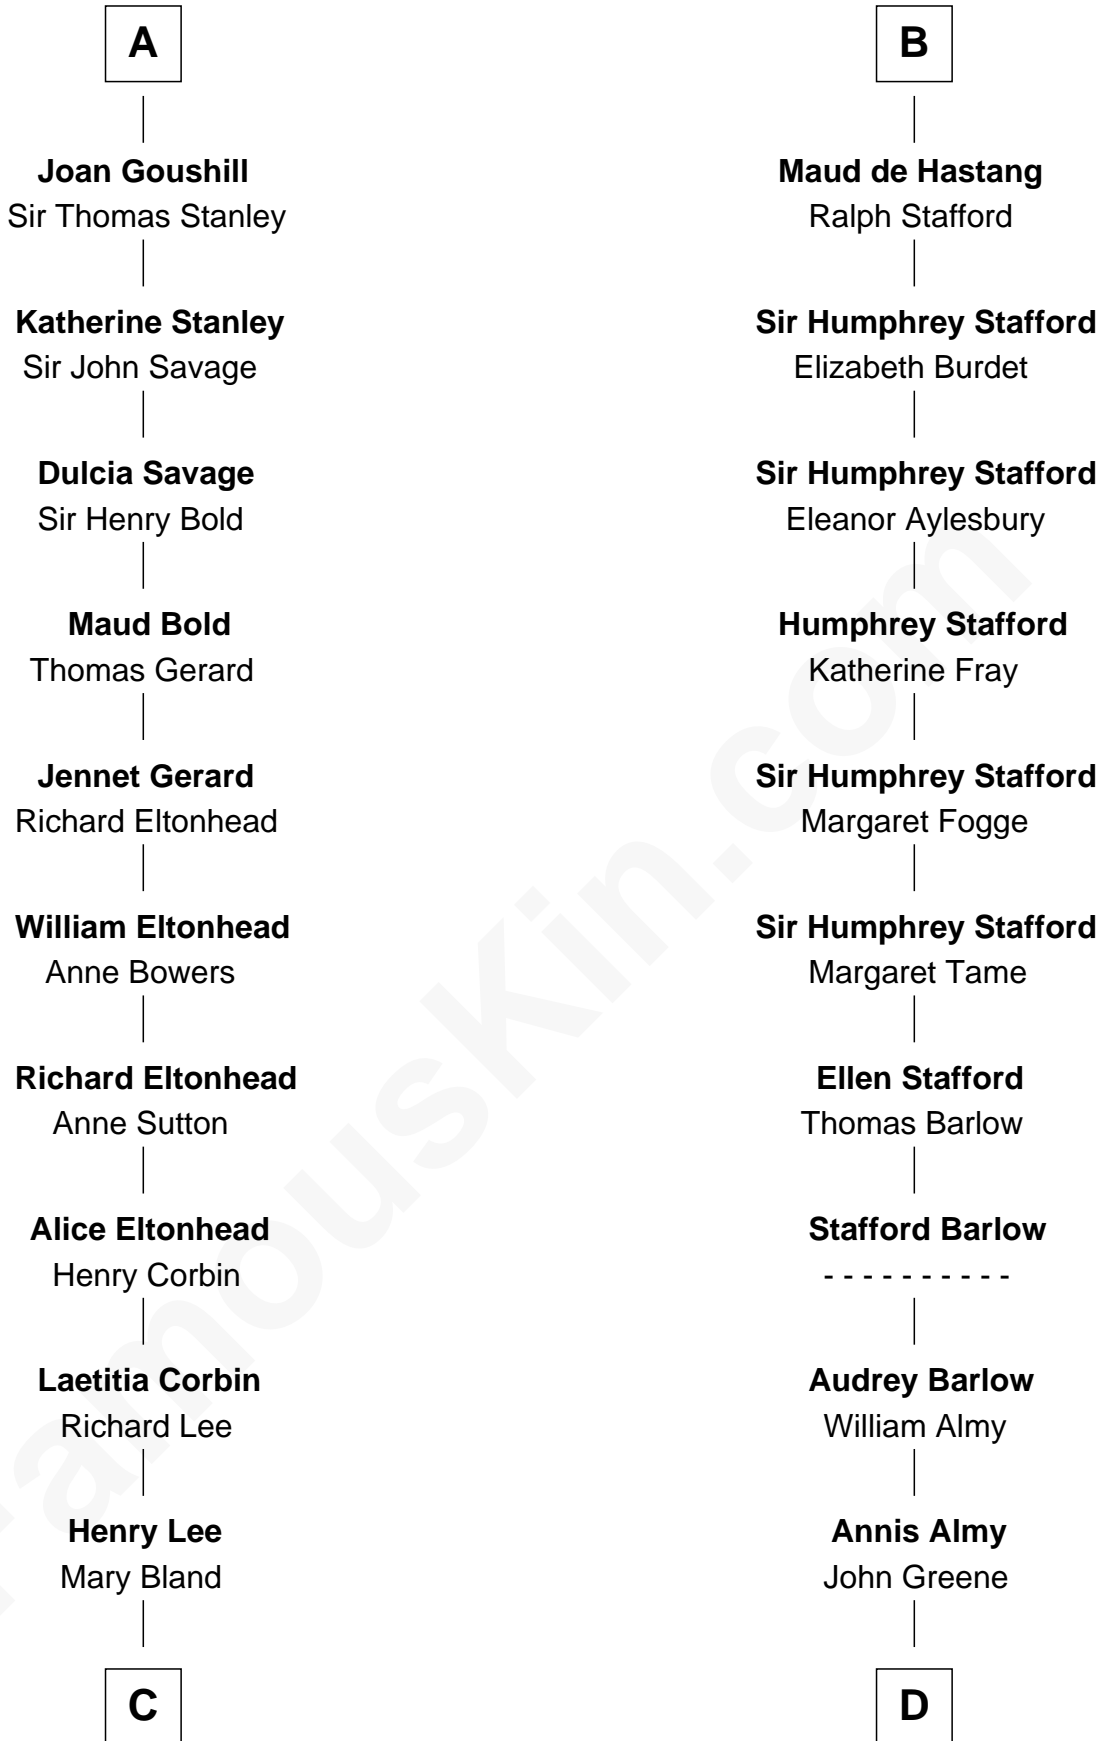 A
Joan Goushill
Sir Thomas Stanley
Katherine Stanley
Sir John Savage
Dulcia Savage
Sir Henry Bold
Maud Bold
Thomas Gerard
Jennet Gerard
Richard Eltonhead
William Eltonhead
Anne Bowers
Richard Eltonhead
Anne Sutton
Alice Eltonhead
Henry Corbin
Laetitia Corbin
Richard Lee
Henry Lee
Mary Bland
C
B
Maud de Hastang
Ralph Stafford
Sir Humphrey Stafford
Elizabeth Burdet
Sir Humphrey Stafford
Eleanor Aylesbury
Humphrey Stafford
Katherine Fray
Sir Humphrey Stafford
Margaret Fogge
Sir Humphrey Stafford
Margaret Tame
Ellen Stafford
Thomas Barlow
Stafford Barlow
- - - - - - - - - -
Audrey Barlow
William Almy
Annis Almy
John Greene
D
FamousKin.com